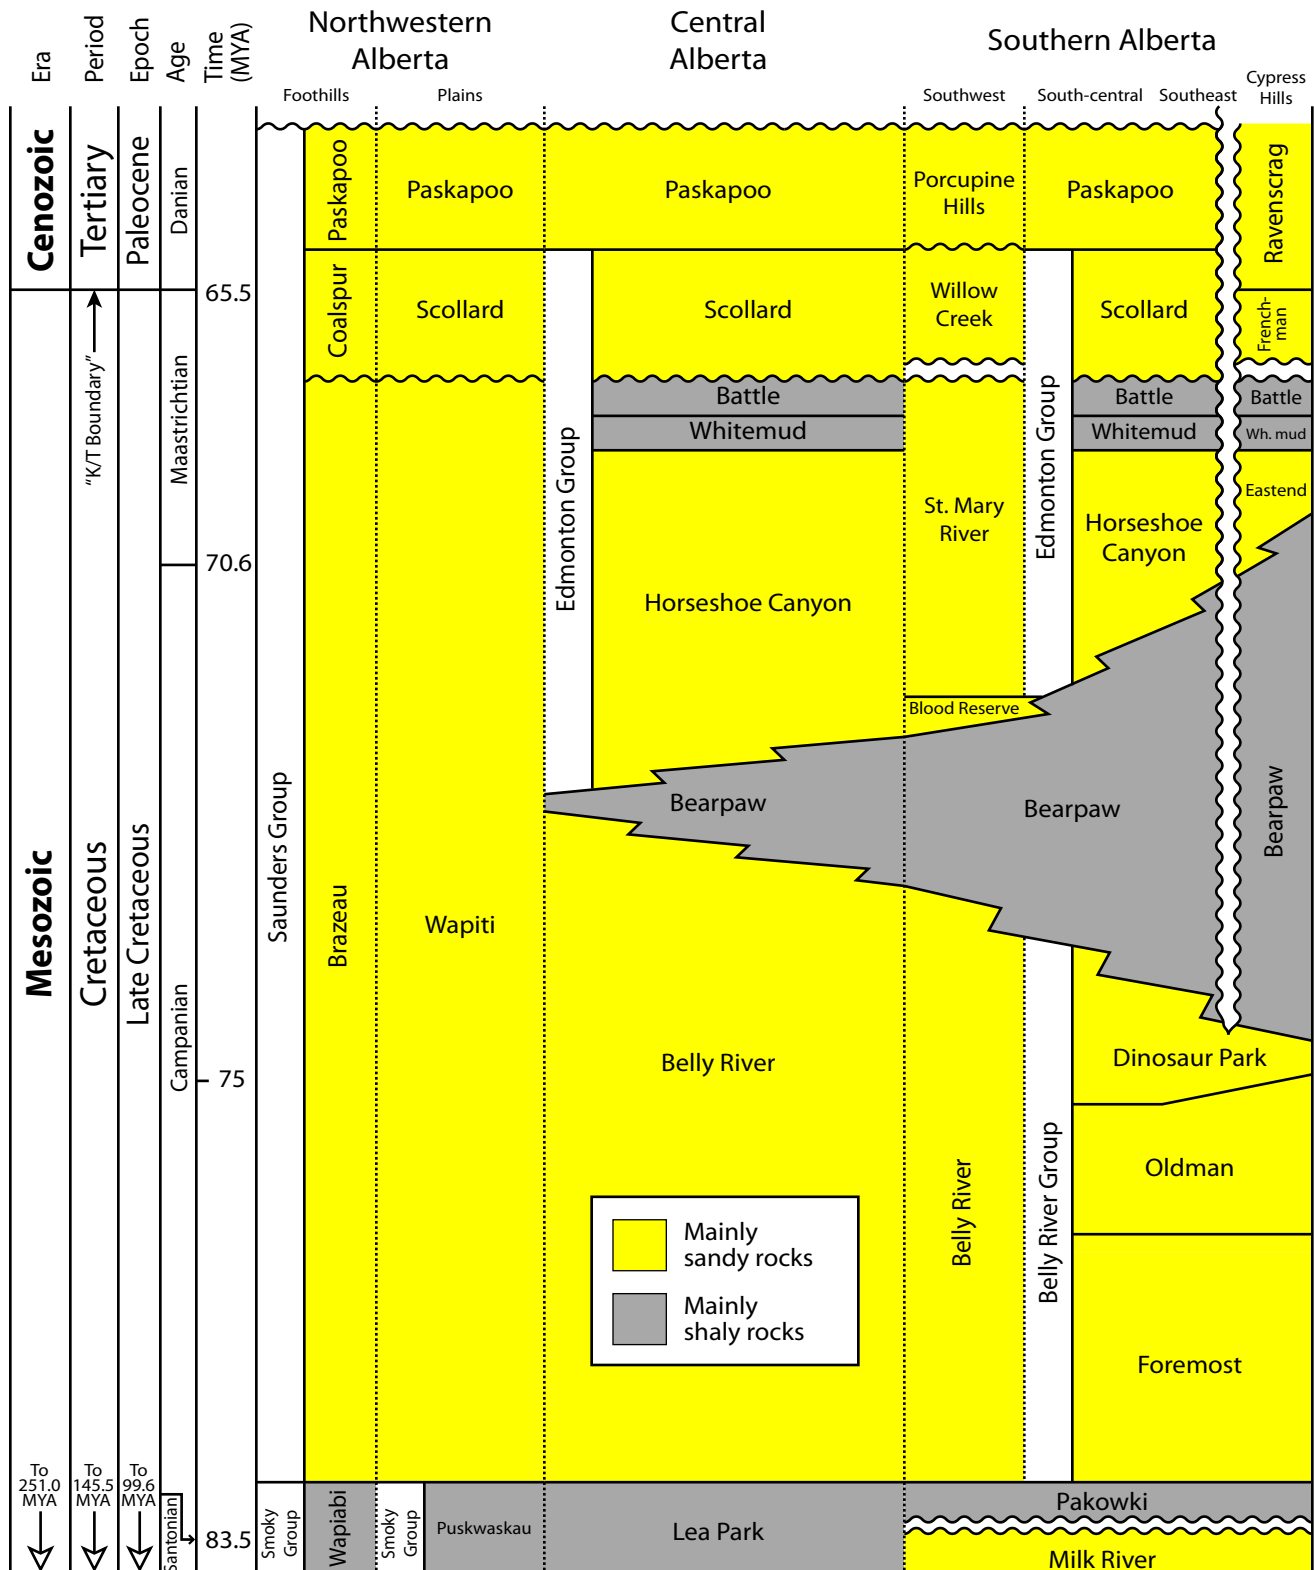 Era
Period
Epoch
Age
Time
(MYA)
Northwestern
Alberta
Central
Alberta
Southern Alberta
Foothills
Plains
Southwest
South-central
Southeast
Cypress
Hills
Cenozoic
Tertiary
Paleocene
Danian
Paskapoo
Paskapoo
Paskapoo
Porcupine
Hills
Paskapoo
Ravenscrag
65.5
Coalspur
Scollard
Scollard
Willow
Creek
Scollard
French-
man
"K/T Boundary"
Maastrichtian
Battle
Battle
Battle
Whitemud
Whitemud
Wh. mud
Edmonton Group
Edmonton Group
St. Mary
River
Horseshoe
Canyon
Eastend
70.6
Horseshoe Canyon
Blood Reserve
Bearpaw
Bearpaw
Bearpaw
Mesozoic
Cretaceous
Late Cretaceous
Campanian
Saunders Group
Brazeau
Wapiti
75
Belly River
Dinosaur Park
Belly River
Belly River Group
Oldman
Mainly
sandy rocks
Mainly
shaly rocks
Foremost
To
251.0
MYA
To
145.5
MYA
To
99.6
MYA
Santonian
83.5
Smoky
Group
Wapiabi
Smoky
Group
Puskwaskau
Lea Park
Pakowki
Milk River